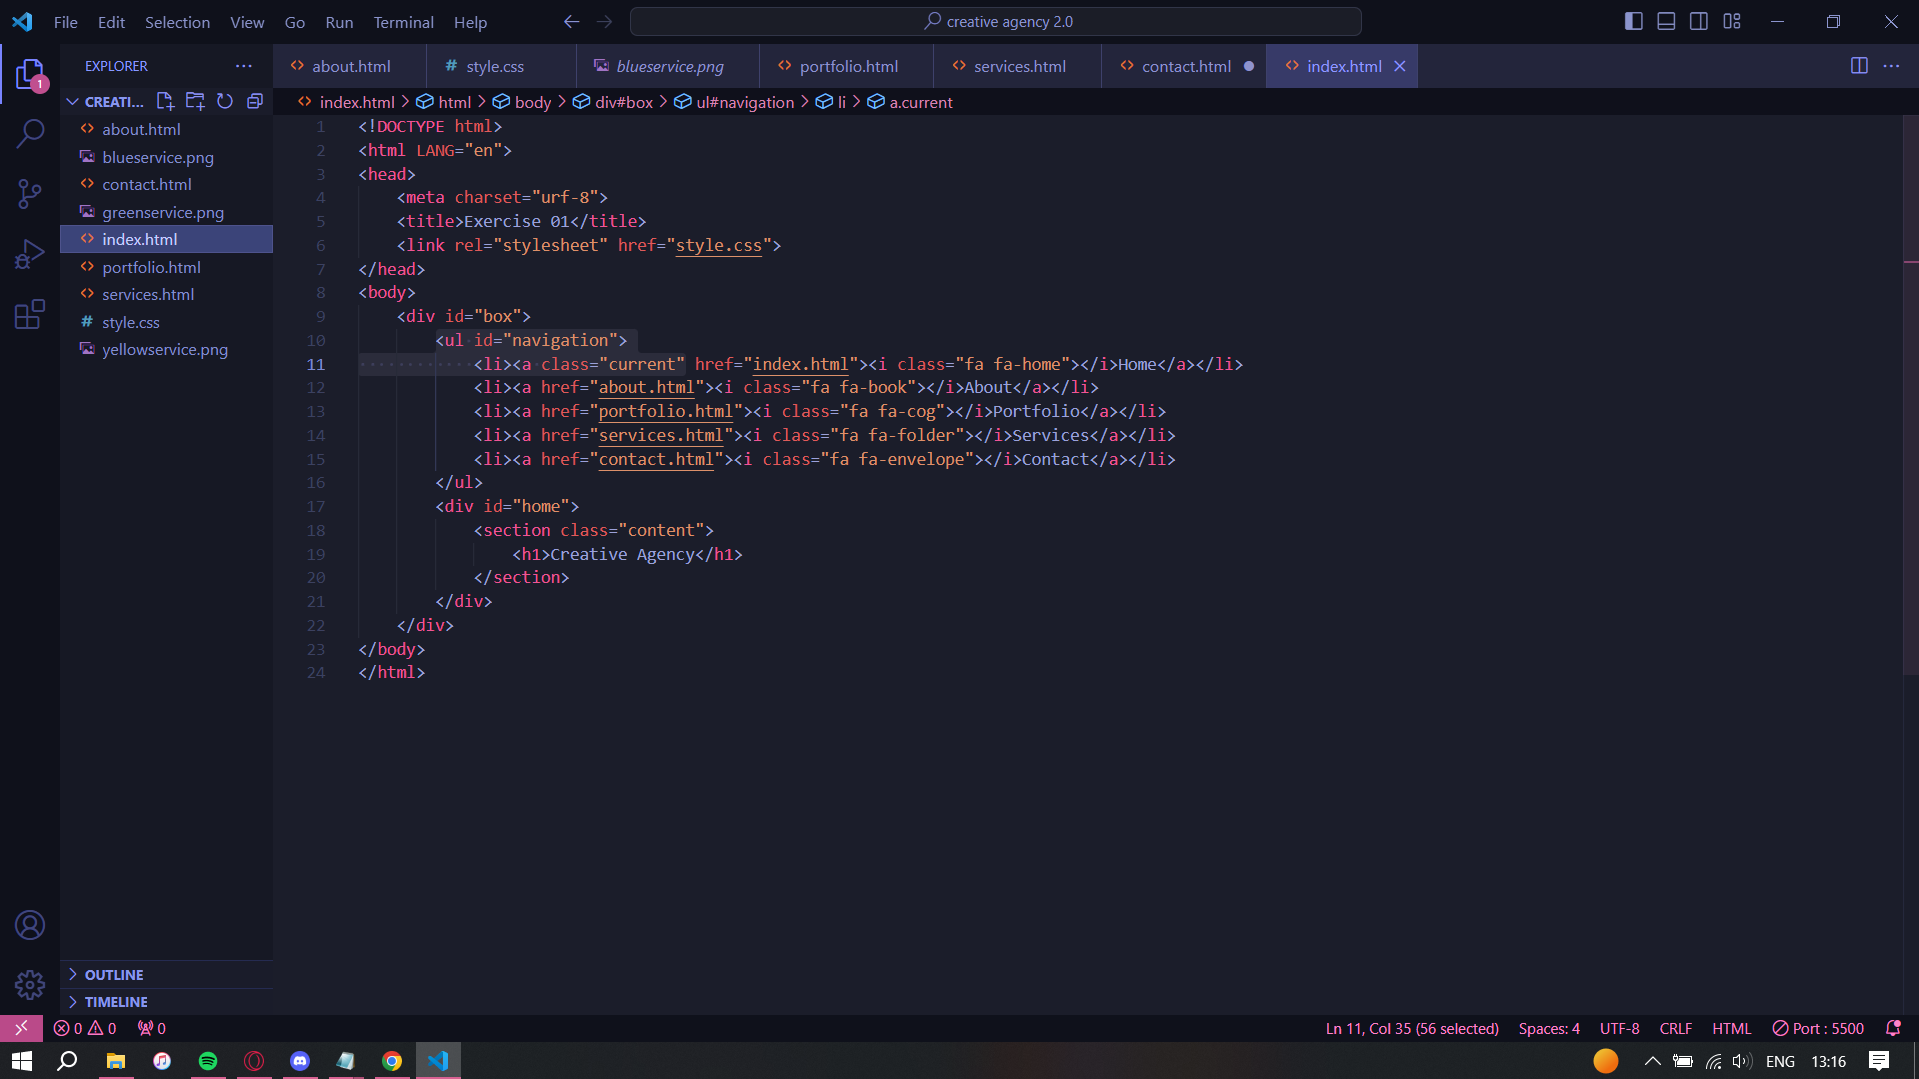 File Edit Selection View Go Run Terminal Help
creative agency 2.0
EXPLORER
about.html
style.css
blueservice.png
portfolio.html
services.html
contact.html
index.html
1
CREATI...
index.html html body div#box ul#navigation li a.current
about.html
blueservice.png
contact.html
greenservice.png
index.html
portfolio.html
services.html
style.css
yellowservice.png
1 <!DOCTYPE html>
2 <html LANG="en">
3 <head>
4 <meta charset="urf-8">
5 <title>Exercise 01</title>
6 <link rel="stylesheet" href="style.css">
7 </head>
8 <body>
9 <div id="box">
10 <ul id="navigation">
11 <li><a class="current" href="index.html"><i class="fa fa-home"></i>Home</a></li>
12 <li><a href="about.html"><i class="fa fa-book"></i>About</a></li>
13 <li><a href="portfolio.html"><i class="fa fa-cog"></i>Portfolio</a></li>
14 <li><a href="services.html"><i class="fa fa-folder"></i>Services</a></li>
15 <li><a href="contact.html"><i class="fa fa-envelope"></i>Contact</a></li>
16 </ul>
17 <div id="home">
18 <section class="content">
19 <h1>Creative Agency</h1>
20 </section>
21 </div>
22 </div>
23 </body>
24 </html>
OUTLINE
TIMELINE
0 0 0
Ln 11, Col 35 (56 selected) Spaces: 4 UTF-8 CRLF HTML Port : 5500
ENG 13:16